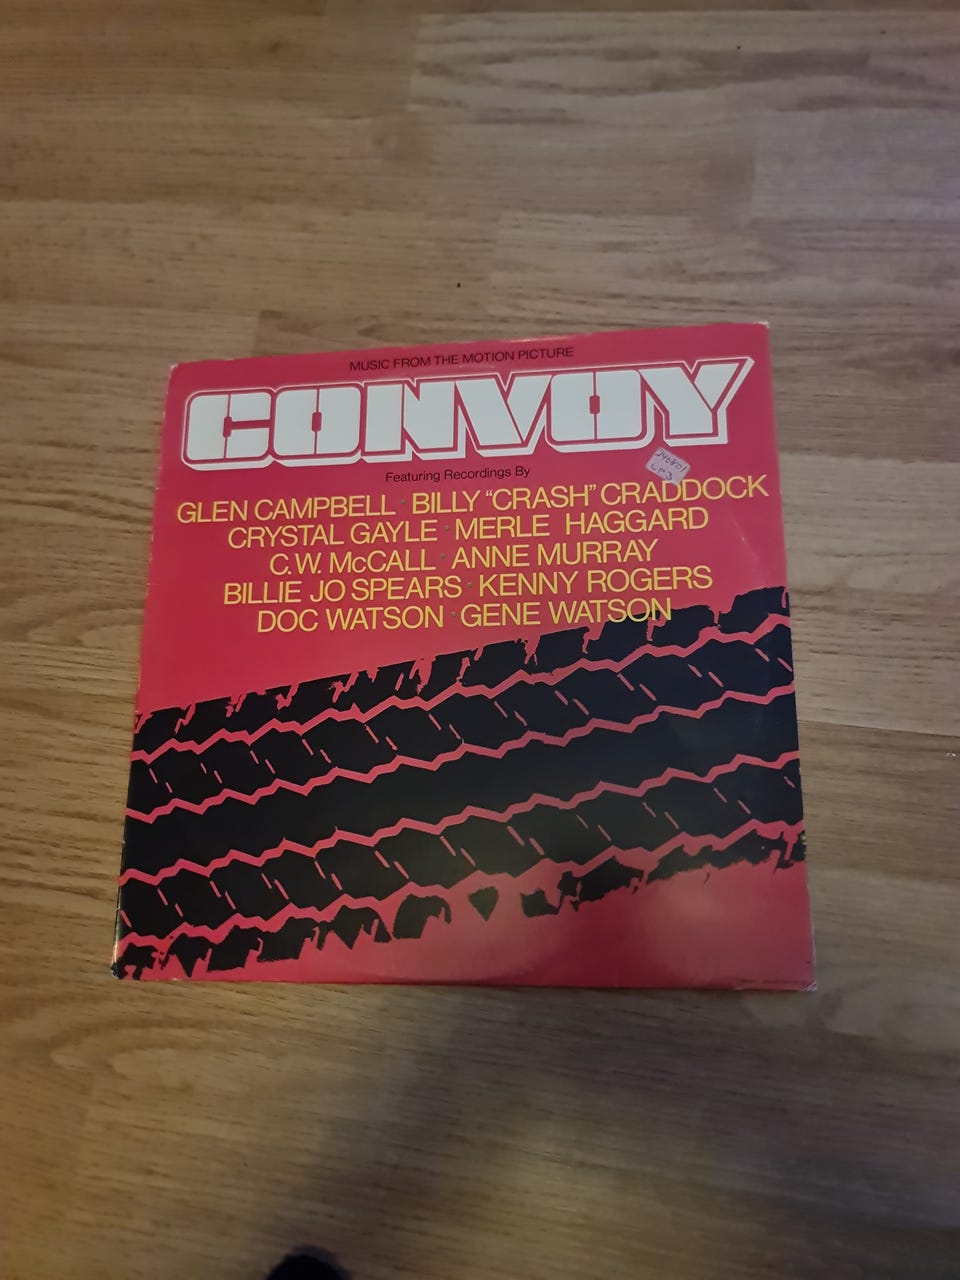 MUSIC FROM THE MOTION PICTURE
CONVOY
Featuring Recordings By
GLEN CAMPBELL · BILLY "CRASH" CRADDOCK
CRYSTAL GAYLE · MERLE HAGGARD
C.W. McCALL · ANNE MURRAY
BILLIE JO SPEARS · KENNY ROGERS
DOC WATSON · GENE WATSON